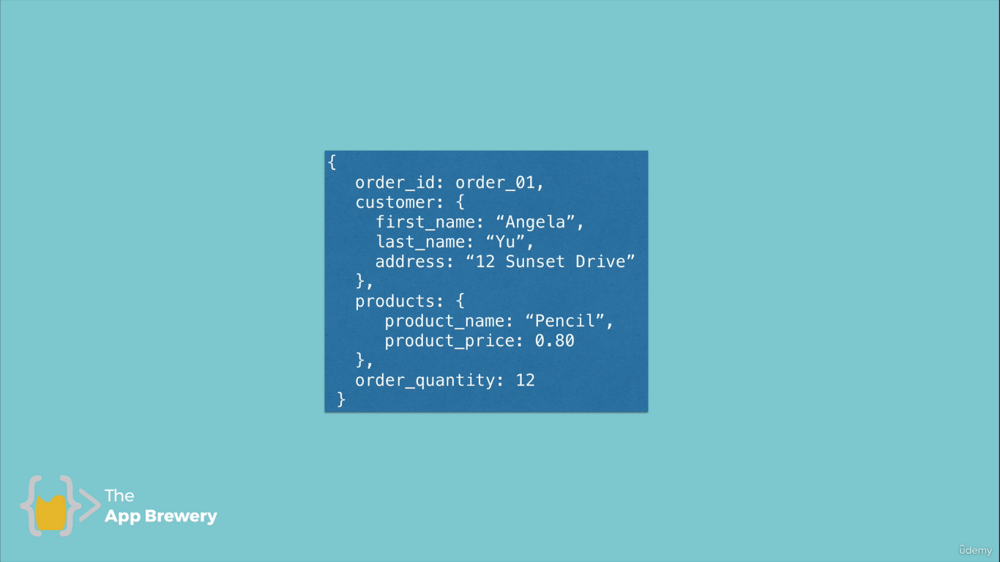 {
order_id: order_01,
customer: {
first_name: “Angela”,
last_name: “Yu”,
address: “12 Sunset Drive”
},
products: {
product_name: “Pencil”,
product_price: 0.80
},
order_quantity: 12
}
The
App Brewery
ûdemy